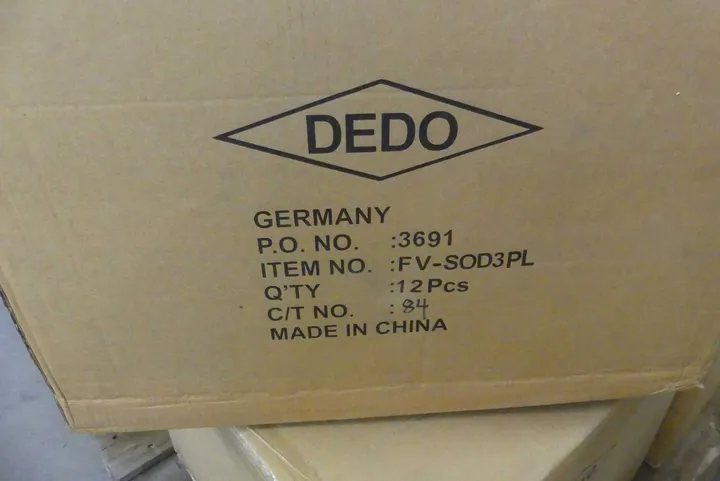 DEDO
GERMANY
P.O. NO. :3691
ITEM NO. :FV-SOD3PL
Q'TY :12Pcs
C/T NO. :84
MADE IN CHINA